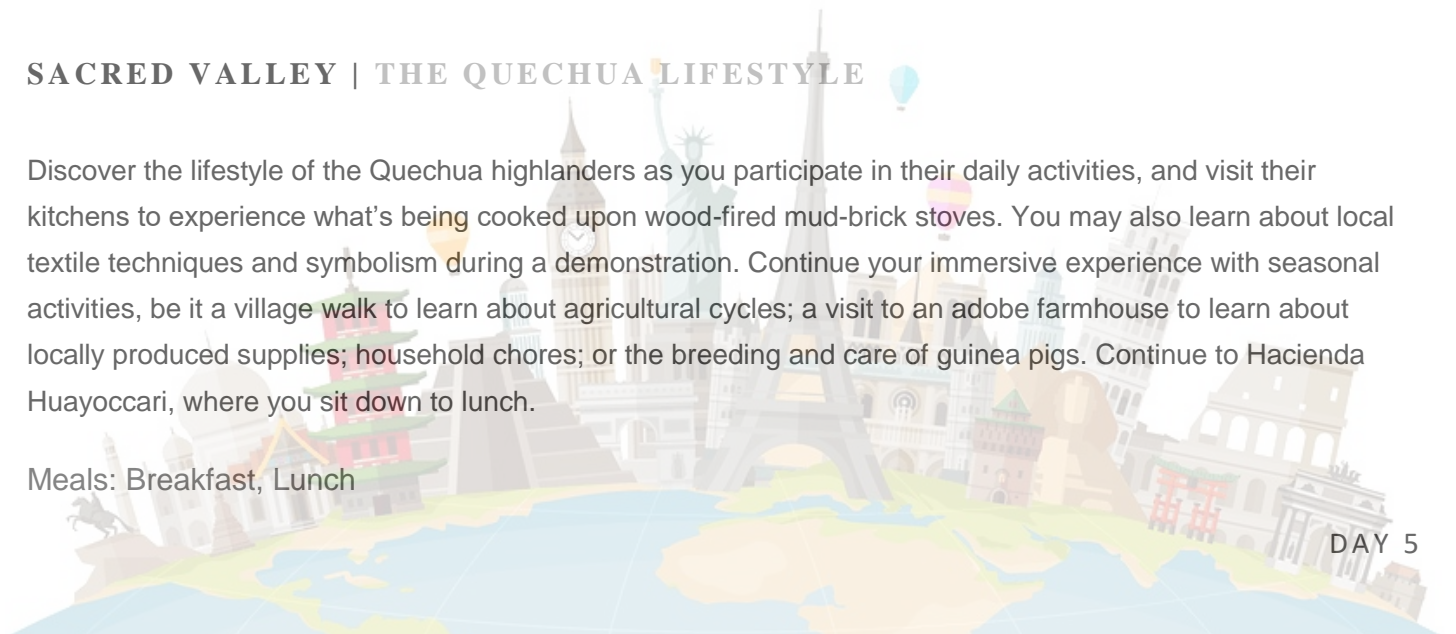 SACRED VALLEY | THE QUECHUA LIFESTYLE
Discover the lifestyle of the Quechua highlanders as you participate in their daily activities, and visit their
kitchens to experience what’s being cooked upon wood-fired mud-brick stoves. You may also learn about local
textile techniques and symbolism during a demonstration. Continue your immersive experience with seasonal
activities, be it a village walk to learn about agricultural cycles; a visit to an adobe farmhouse to learn about
locally produced supplies; household chores; or the breeding and care of guinea pigs. Continue to Hacienda
Huayoccari, where you sit down to lunch.
Meals: Breakfast, Lunch
DAY 5